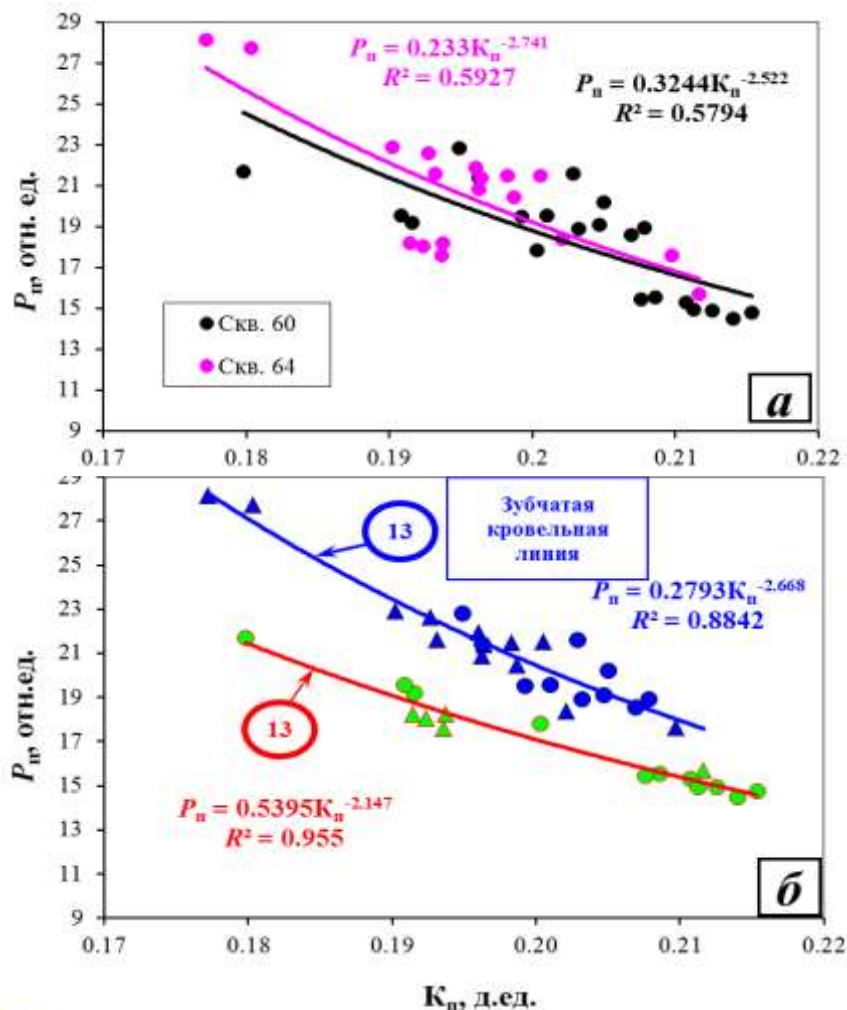 29
27
25
23
21
19
17
15
13
11
9
Pп, отн. ед.
Pп = 0.233Kп^-2.741
R² = 0.5927
Pп = 0.3244Kп^-2.522
R² = 0.5794
Скв. 60
Скв. 64
а
0.17 0.18 0.19 0.2 0.21 0.22
29
27
25
23
21
19
17
15
13
11
9
Pп, отн.ед.
13
Зубчатая
кровельная
линия
Pп = 0.2793Kп^-2.668
R² = 0.8842
13
Pп = 0.5395Kп^-2.147
R² = 0.955
б
0.17 0.18 0.19 0.20 0.21 0.22
Kп, д.ед.